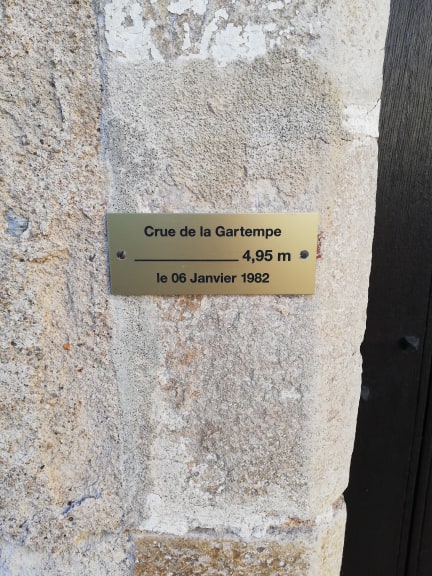 Crue de la Gartempe
4,95 m
le 06 Janvier 1982